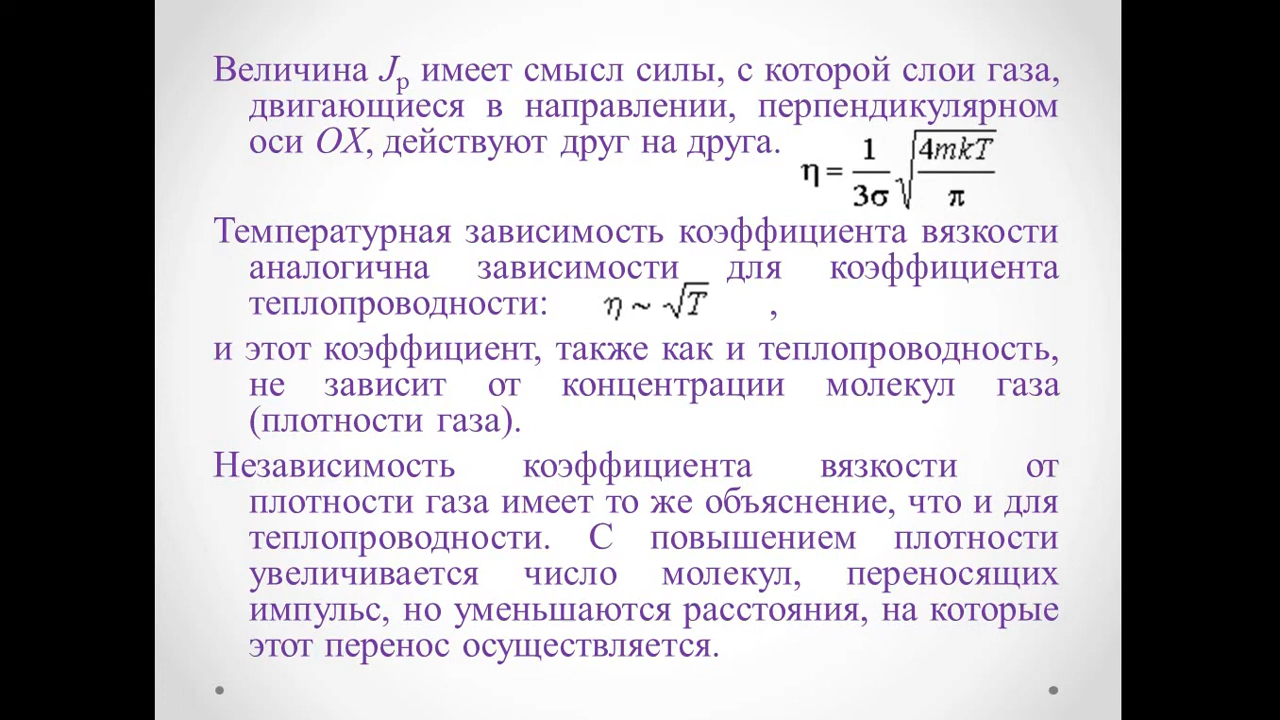 Величина Jр имеет смысл силы, с которой слои газа,
двигающиеся в направлении, перпендикулярном
оси OX, действуют друг на друга.
η = 1/3σ √(4mkT/π)
Температурная зависимость коэффициента вязкости
аналогична зависимости для коэффициента
теплопроводности: η ~ √T ,
и этот коэффициент, также как и теплопроводность,
не зависит от концентрации молекул газа
(плотности газа).
Независимость коэффициента вязкости от
плотности газа имеет то же объяснение, что и для
теплопроводности. С повышением плотности
увеличивается число молекул, переносящих
импульс, но уменьшаются расстояния, на которые
этот перенос осуществляется.